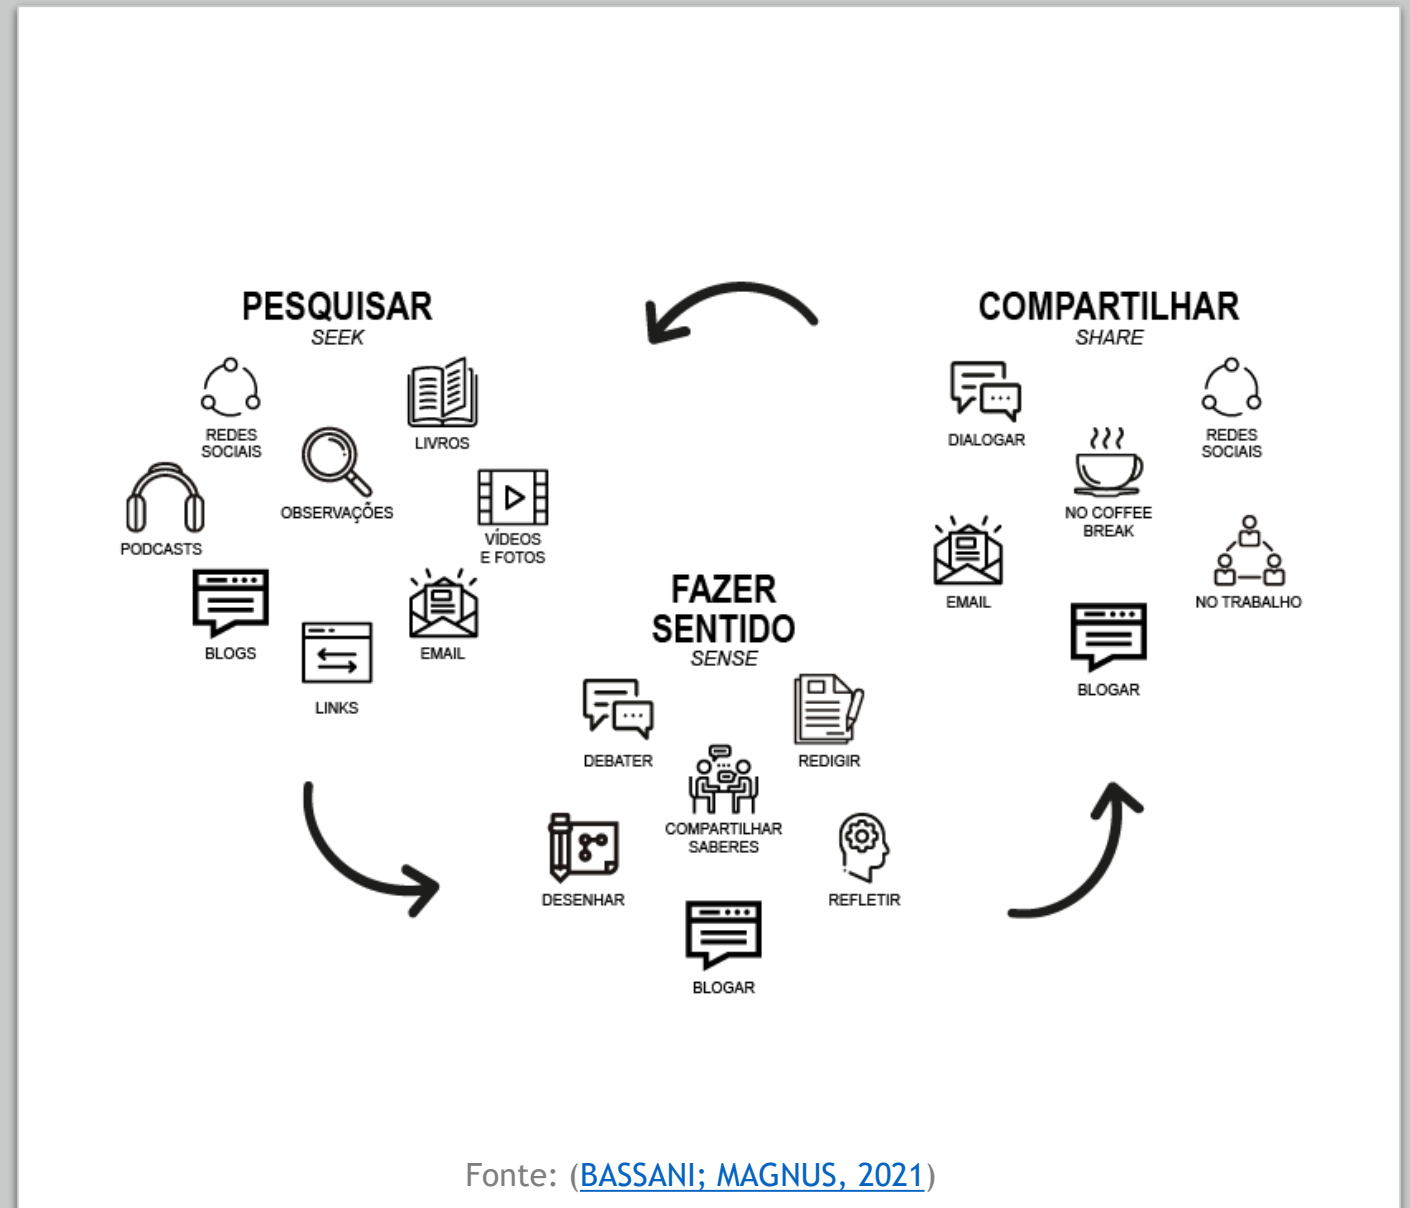 PESQUISAR
SEEK
REDES
SOCIAIS
LIVROS
OBSERVAÇÕES
PODCASTS
VÍDEOS
E FOTOS
BLOGS
LINKS
EMAIL
FAZER
SENTIDO
SENSE
DEBATER
REDIGIR
COMPARTILHAR
SABERES
DESENHAR
REFLETIR
BLOGAR
COMPARTILHAR
SHARE
DIALOGAR
REDES
SOCIAIS
NO COFFEE
BREAK
EMAIL
NO TRABALHO
BLOGAR
Fonte: (BASSANI; MAGNUS, 2021)